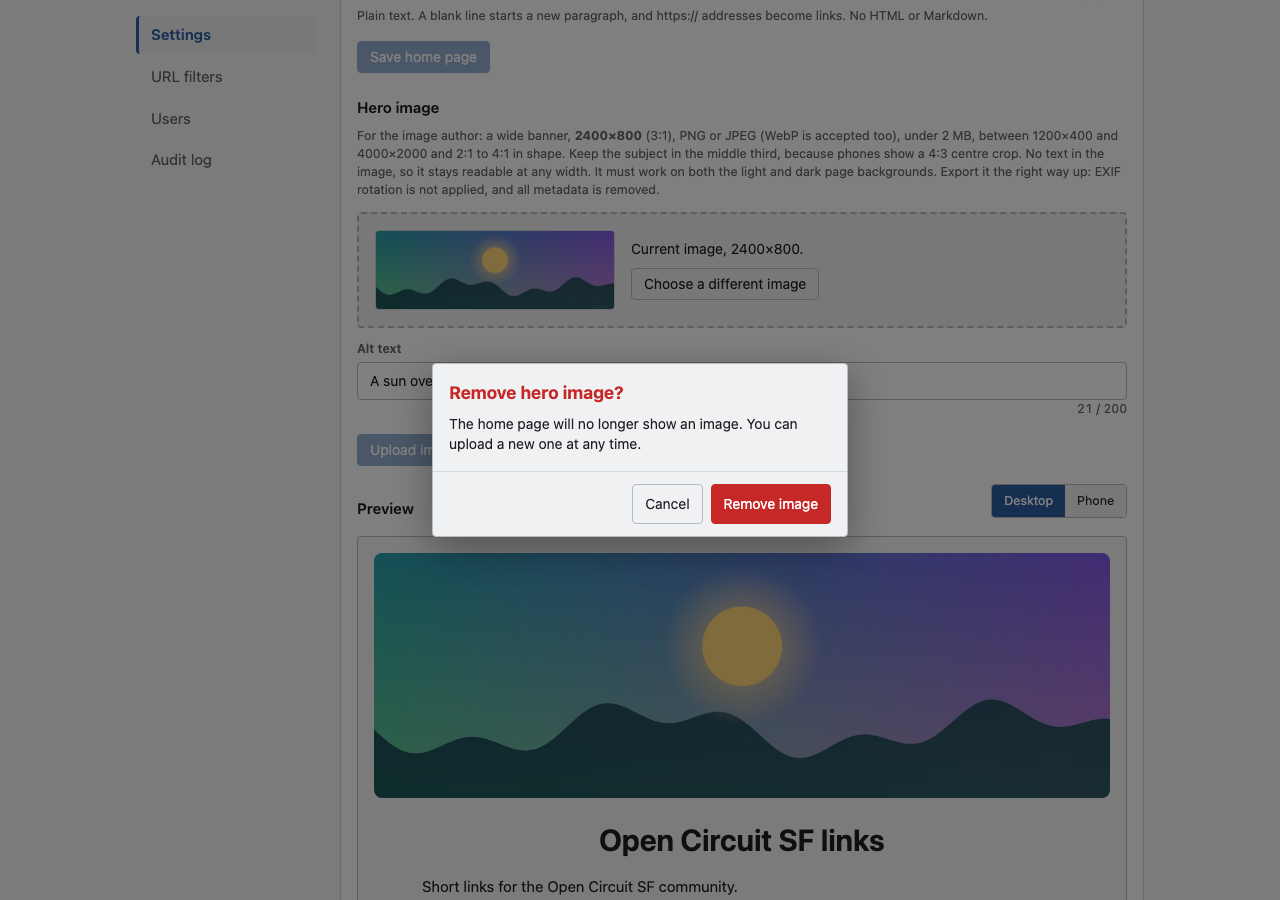 Settings
URL filters
Users
Audit log
Plain text. A blank line starts a new paragraph, and https:// addresses become links. No HTML or Markdown.
Save home page
Hero image
For the image author: a wide banner, 2400×800 (3:1), PNG or JPEG (WebP is accepted too), under 2 MB, between 1200×400 and
4000×2000 and 2:1 to 4:1 in shape. Keep the subject in the middle third, because phones show a 4:3 centre crop. No text in the
image, so it stays readable at any width. It must work on both the light and dark page backgrounds. Export it the right way up: EXIF
rotation is not applied, and all metadata is removed.
Current image, 2400×800.
Choose a different image
Alt text
A sun ove
21 / 200
Remove hero image?
The home page will no longer show an image. You can
upload a new one at any time.
Cancel
Remove image
Upload im
Preview
Desktop
Phone
Open Circuit SF links
Short links for the Open Circuit SF community.